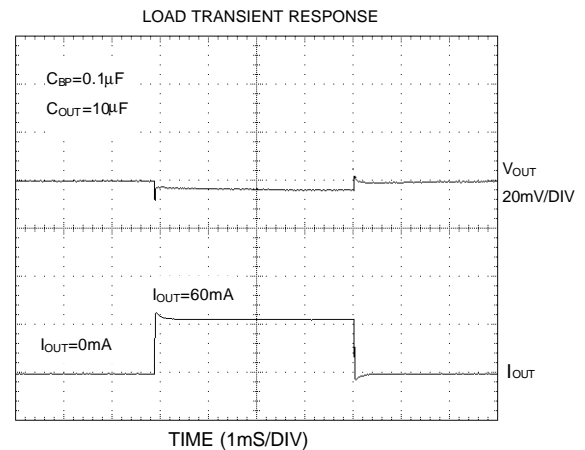 LOAD TRANSIENT RESPONSE
CBP=0.1μF
COUT=10μF
VOUT
20mV/DIV
IOUT=60mA
IOUT=0mA
IOUT
TIME (1mS/DIV)